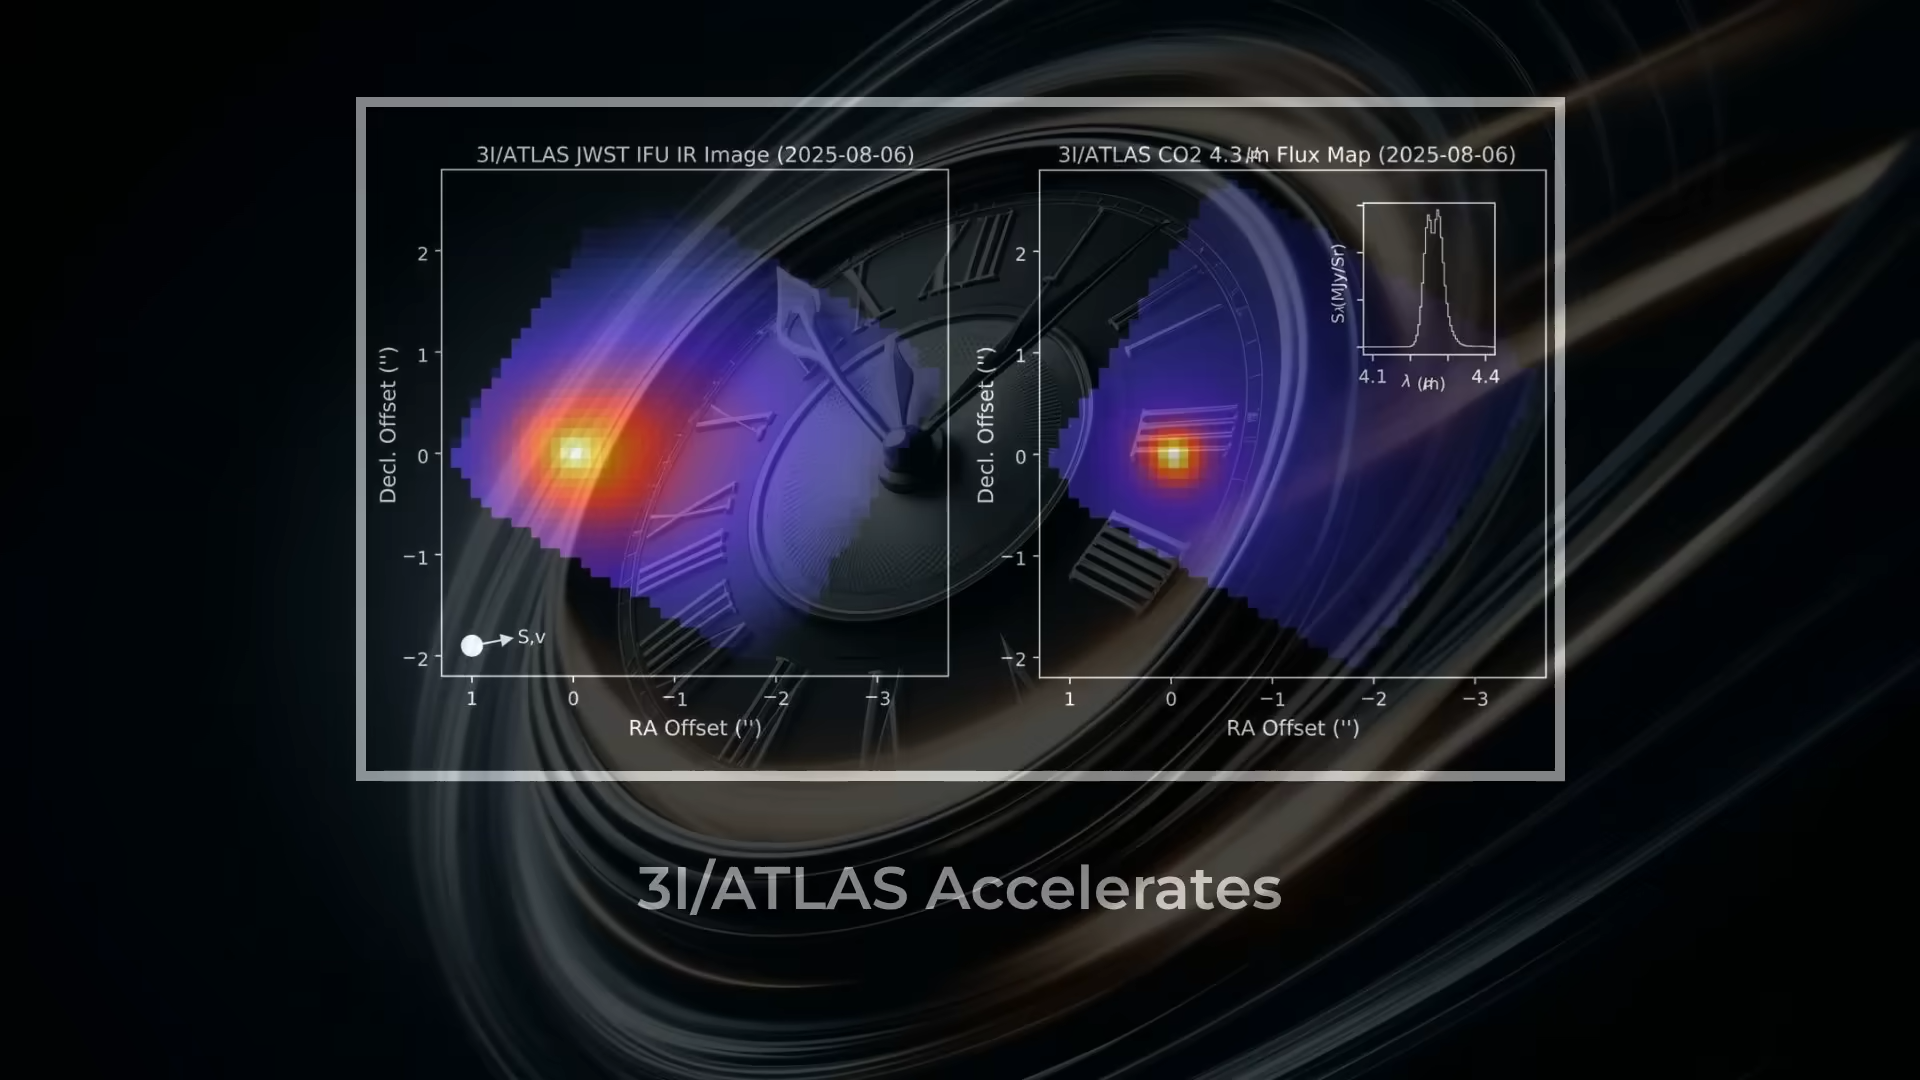 3I/ATLAS JWST IFU IR Image (2025-08-06)
Decl. Offset ('')
2
1
0
−1
−2
S,v
1
0
−1
−2
−3
RA Offset ('')
3I/ATLAS CO2 4.3μm Flux Map (2025-08-06)
Decl. Offset ('')
2
1
0
−1
−2
Sλ(MJy/Sr)
4.1
4.4
λ (μm)
1
0
−1
−2
−3
RA Offset ('')
3I/ATLAS Accelerates